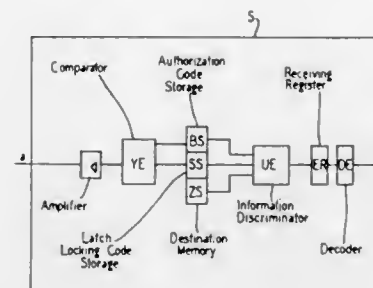 S
Authorization
Code
Storage
Comparator
Receiving
Register
BS
a
YE
SS
UE
ER
DE
ZS
Amplifier
Information
Discriminator
Latch
Locking Code
Storage
Destination
Memory
Decoder